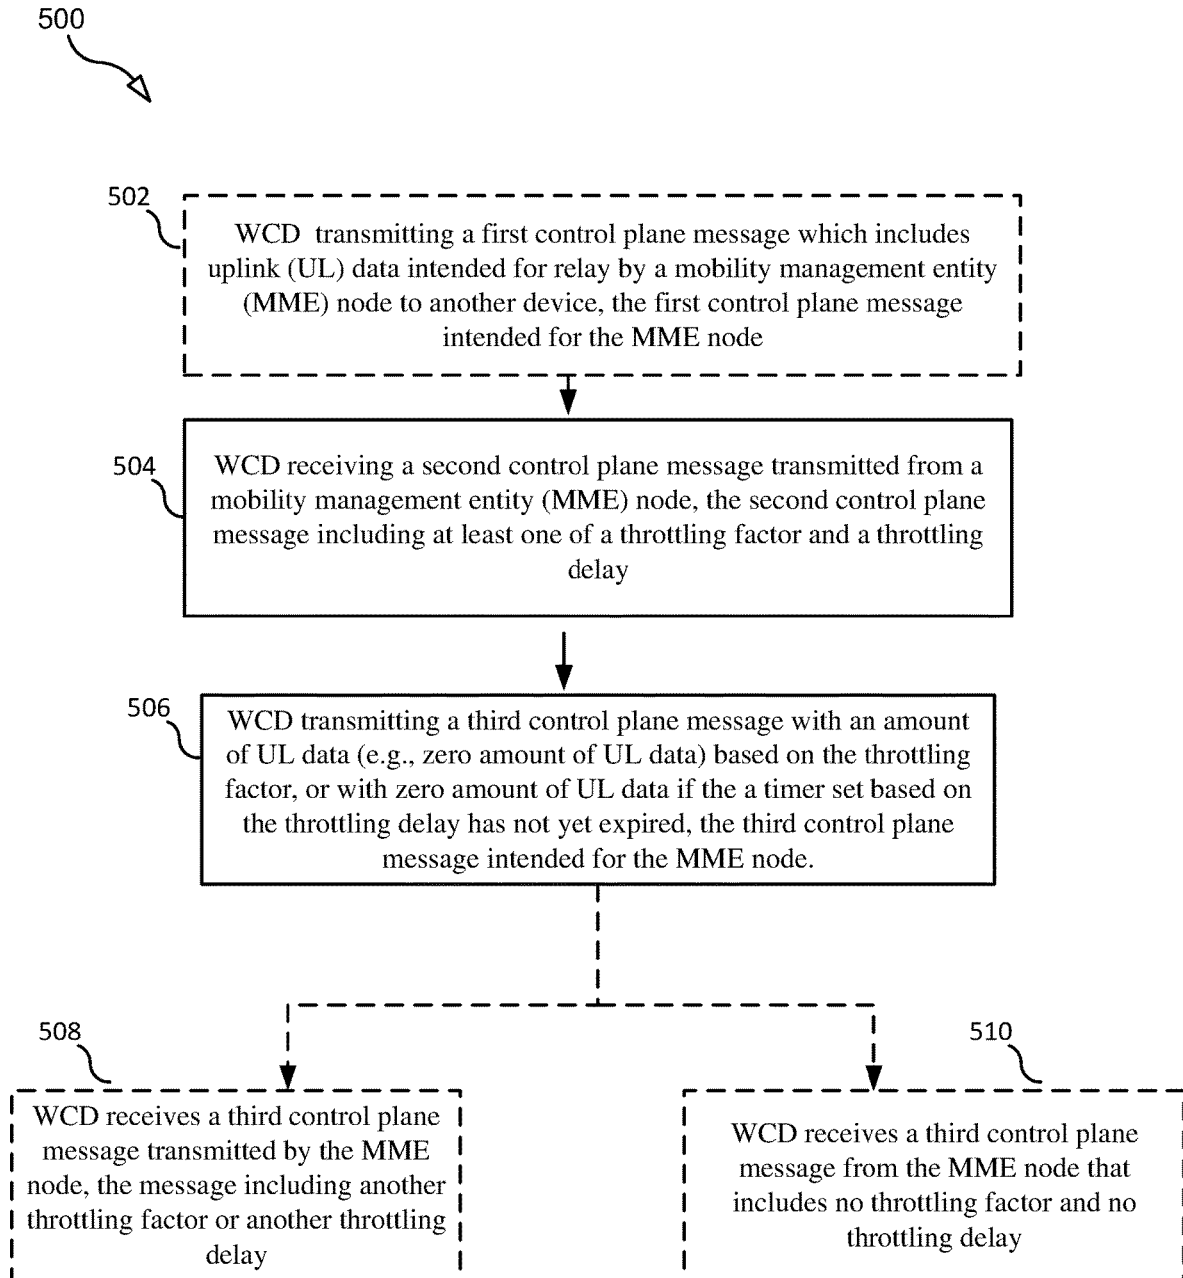 500
502
WCD transmitting a first control plane message which includes
uplink (UL) data intended for relay by a mobility management entity
(MME) node to another device, the first control plane message
intended for the MME node
504
WCD receiving a second control plane message transmitted from a
mobility management entity (MME) node, the second control plane
message including at least one of a throttling factor and a throttling
delay
506
WCD transmitting a third control plane message with an amount
of UL data (e.g., zero amount of UL data) based on the throttling
factor, or with zero amount of UL data if the a timer set based on
the throttling delay has not yet expired, the third control plane
message intended for the MME node.
508
WCD receives a third control plane
message transmitted by the MME
node, the message including another
throttling factor or another throttling
delay
510
WCD receives a third control plane
message from the MME node that
includes no throttling factor and no
throttling delay